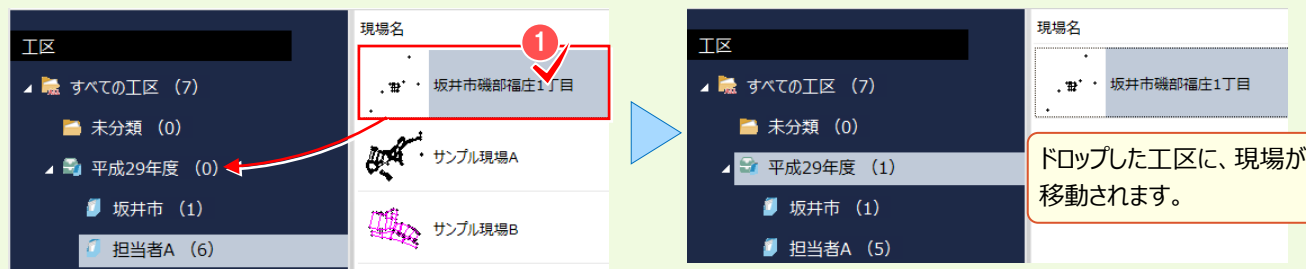 工区
すべての工区 （7）
未分類 （0）
平成29年度 （0）
坂井市 （1）
担当者A （6）
現場名
1
坂井市磯部福庄1丁目
サンプル現場A
サンプル現場B
工区
すべての工区 （7）
未分類 （0）
平成29年度 （1）
坂井市 （1）
担当者A （5）
現場名
坂井市磯部福庄1丁目
ドロップした工区に、現場が
移動されます。